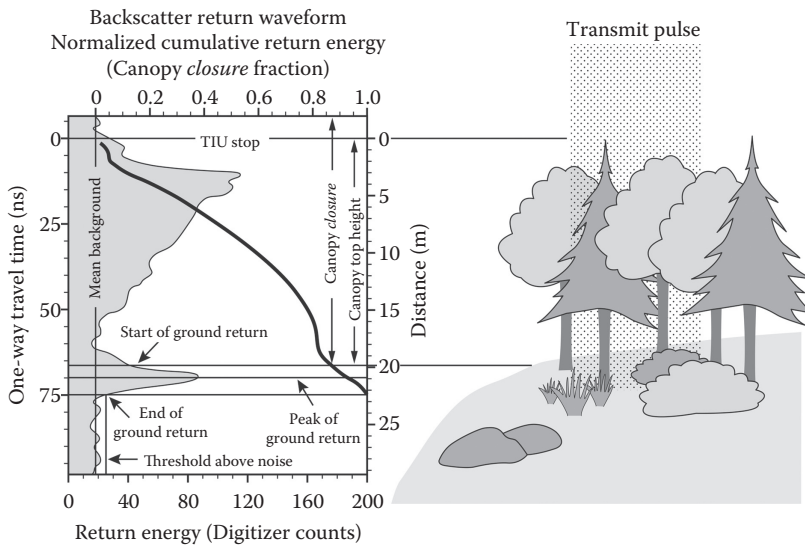 Backscatter return waveform
Normalized cumulative return energy
(Canopy closure fraction)
Transmit pulse
0 0.2 0.4 0.6 0.8 1.0
0
25
50
75
One-way travel time (ns)
Mean background
TIU stop
Canopy closure
Canopy top height
0
5
10
15
20
25
Distance (m)
Start of ground return
End of
ground return
Peak of
ground return
Threshold above noise
0 40 80 120 160 200
Return energy (Digitizer counts)